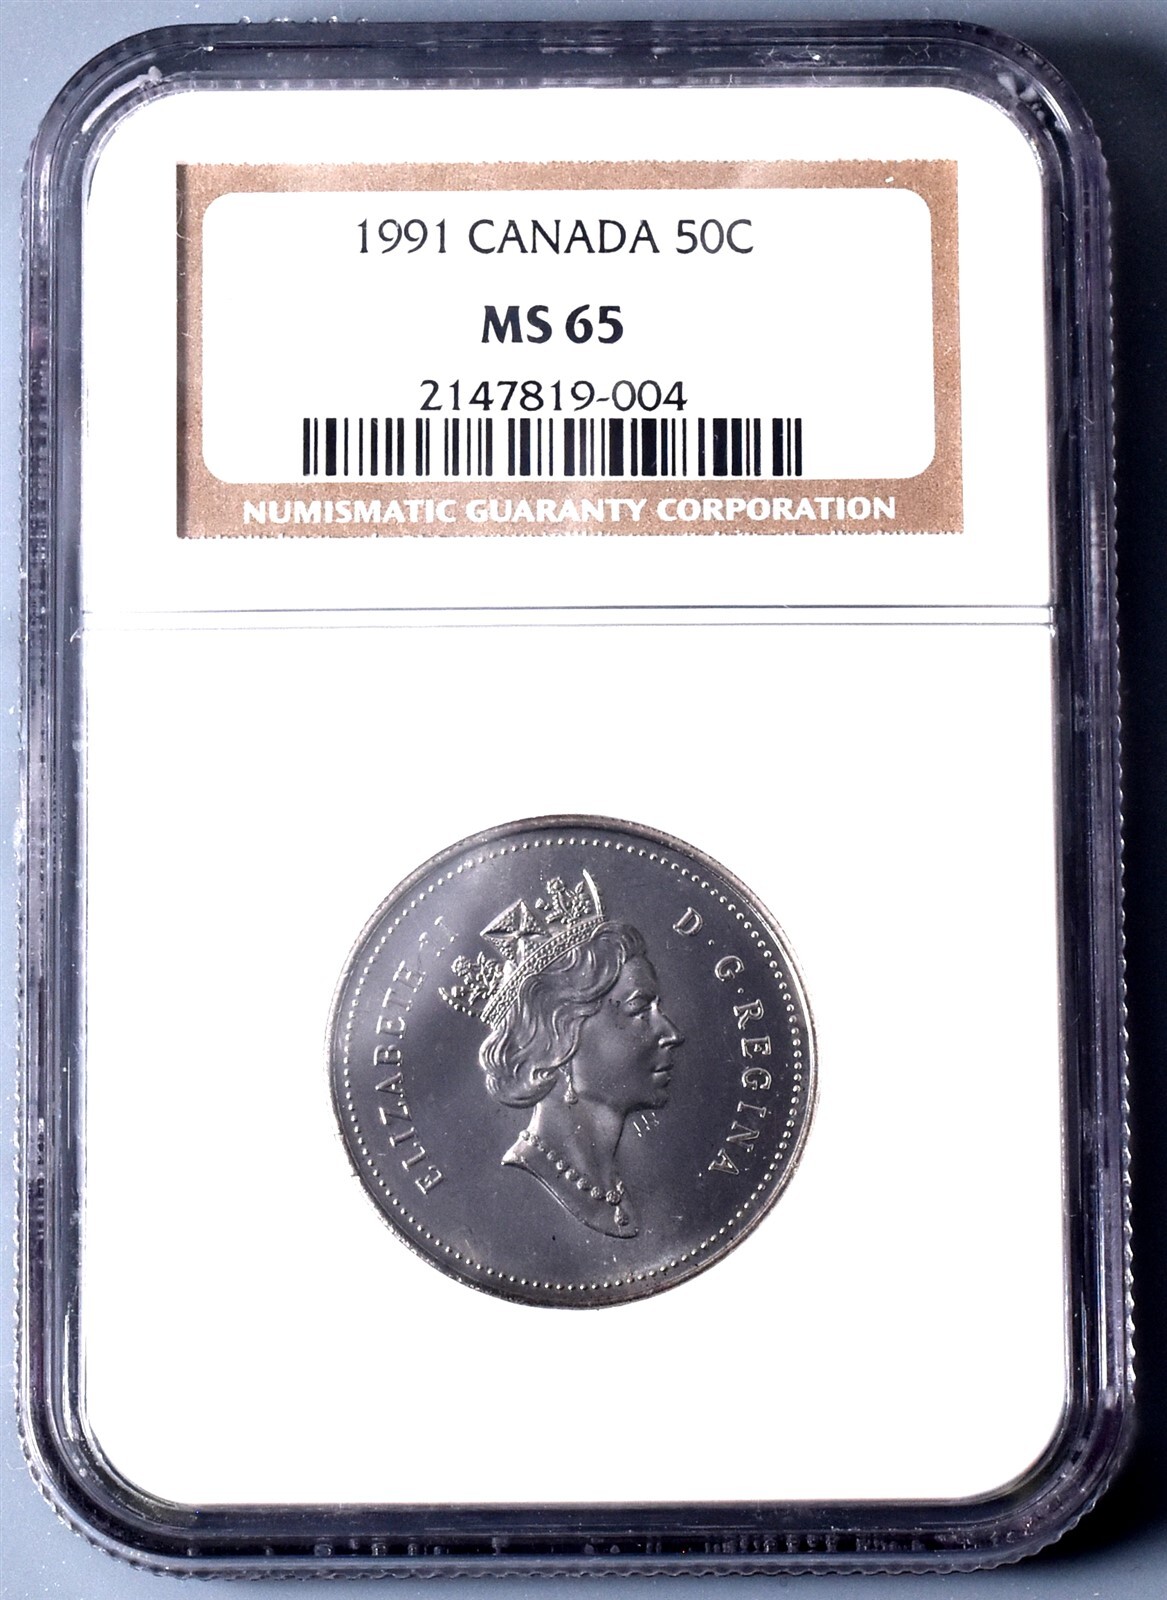 1991 CANADA 50C
MS 65
2147819-004
NUMISMATIC GUARANTY CORPORATION
ELIZABETH II
D·G·REGINA